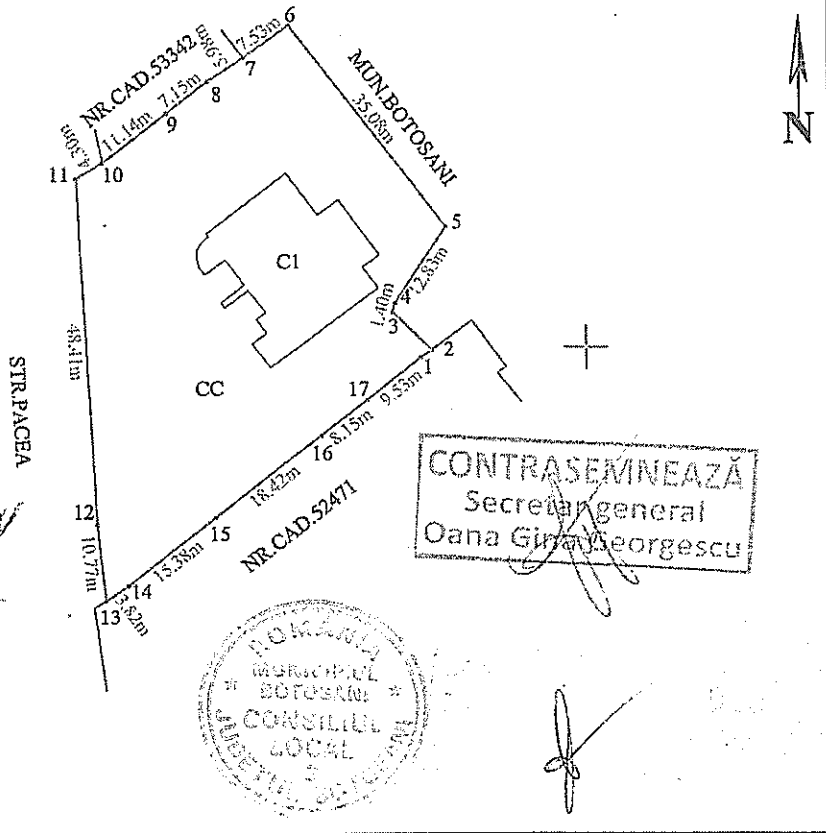 6
7.53m
7
5.98m
8
NR.CAD.53342
7.15m
9
11.14m
10
4.30m
11
MUN.BOTOSANI
35.08m
N
5
4
3
1.40m
2
1
C1
CC
48.41m
STR.PACEA
17
9.53m
8.15m
16
18.42m
NR.CAD.52471
15
15.38m
12
10.77m
14
13
3.82m
CONTRASEMNEAZĂ
Secretar general
Oana Gina Georgescu
ROMÂNIA
MUNICIPIUL
BOTOSANI
CONSILIUL
LOCAL
JUDEȚUL BOTOȘANI